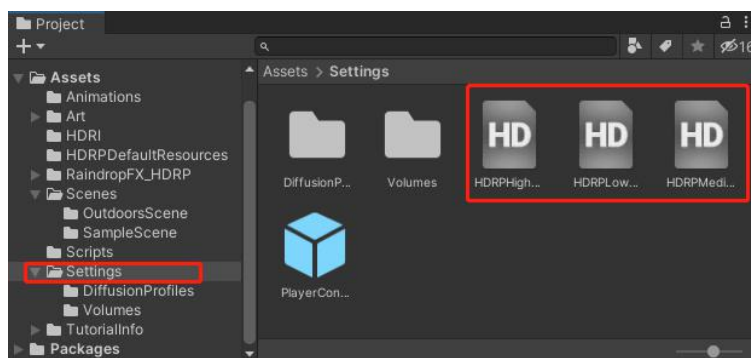 Project
16
Assets
Animations
Art
HDRI
HDRPDefaultResources
RaindropFX_HDRP
Scenes
OutdoorsScene
SampleScene
Scripts
Settings
DiffusionProfiles
Volumes
TutorialInfo
Packages
Assets > Settings
HD
HD
HD
DiffusionP...
Volumes
HDRPHigh...
HDRPLow...
HDRPMedi...
PlayerCon...